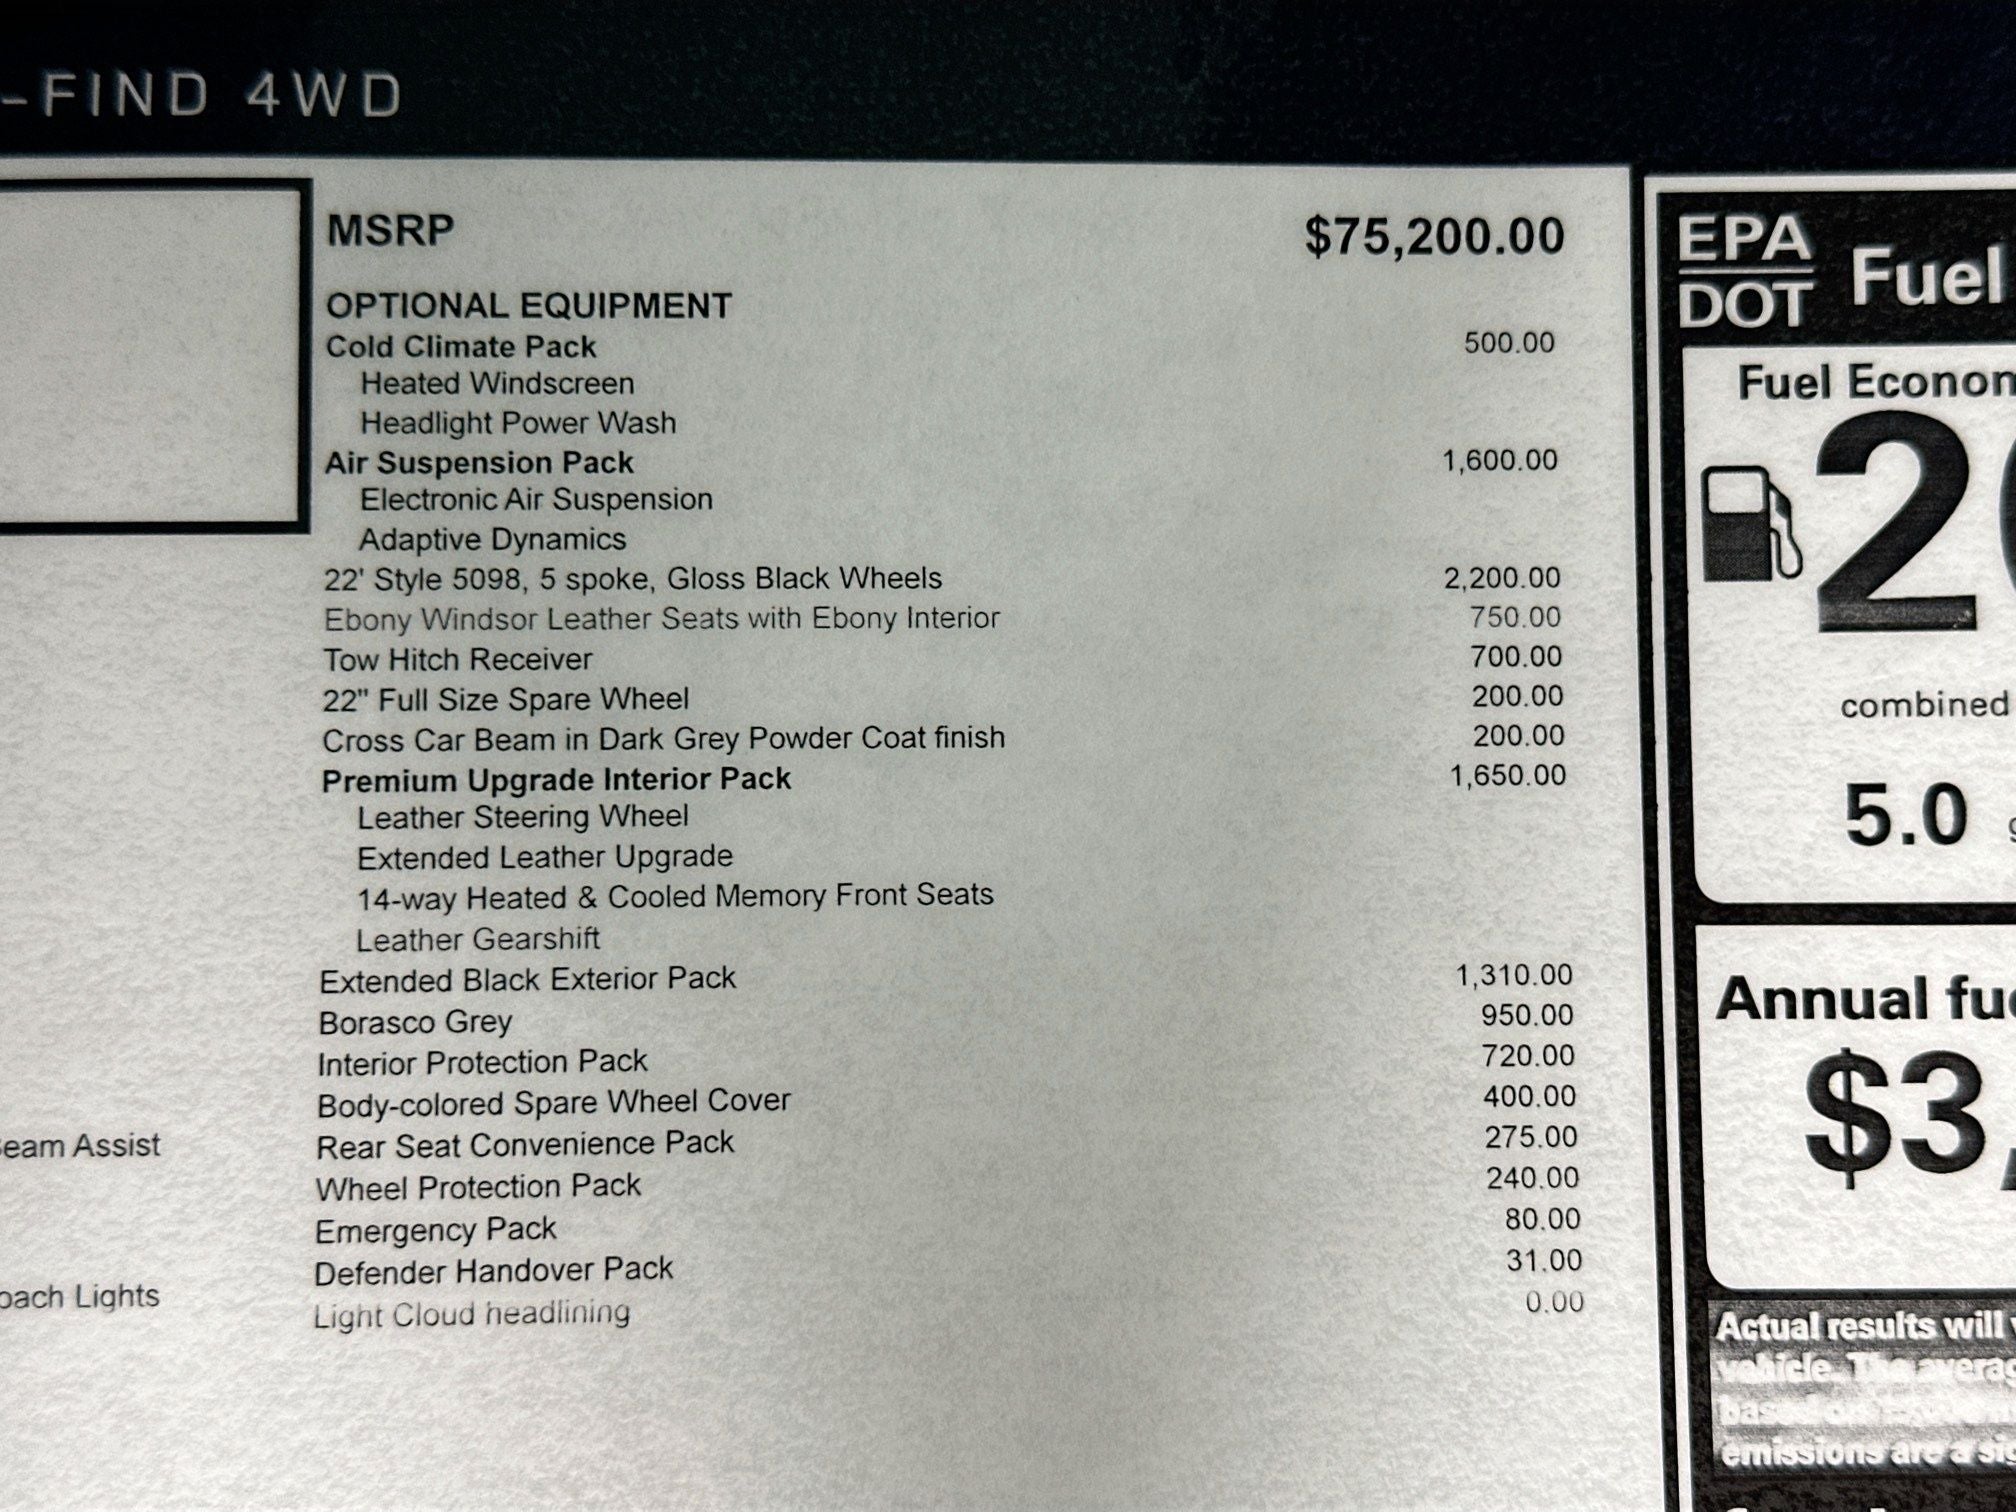 -FIND 4WD
MSRP $75,200.00
OPTIONAL EQUIPMENT
Cold Climate Pack 500.00
Heated Windscreen
Headlight Power Wash
Air Suspension Pack 1,600.00
Electronic Air Suspension
Adaptive Dynamics
22' Style 5098, 5 spoke, Gloss Black Wheels 2,200.00
Ebony Windsor Leather Seats with Ebony Interior 750.00
Tow Hitch Receiver 700.00
22" Full Size Spare Wheel 200.00
Cross Car Beam in Dark Grey Powder Coat finish 200.00
Premium Upgrade Interior Pack 1,650.00
Leather Steering Wheel
Extended Leather Upgrade
14-way Heated & Cooled Memory Front Seats
Leather Gearshift
Extended Black Exterior Pack 1,310.00
Borasco Grey 950.00
Interior Protection Pack 720.00
Body-colored Spare Wheel Cover 400.00
Rear Seat Convenience Pack 275.00
Wheel Protection Pack 240.00
Emergency Pack 80.00
Defender Handover Pack 31.00
Light Cloud headlining 0.00
eam Assist
oach Lights
EPA
DOT
Fuel
Fuel Econom
2
combined
5.0
Annual fue
$3,
Actual results will
vehicle. The averag
emissions are a sig